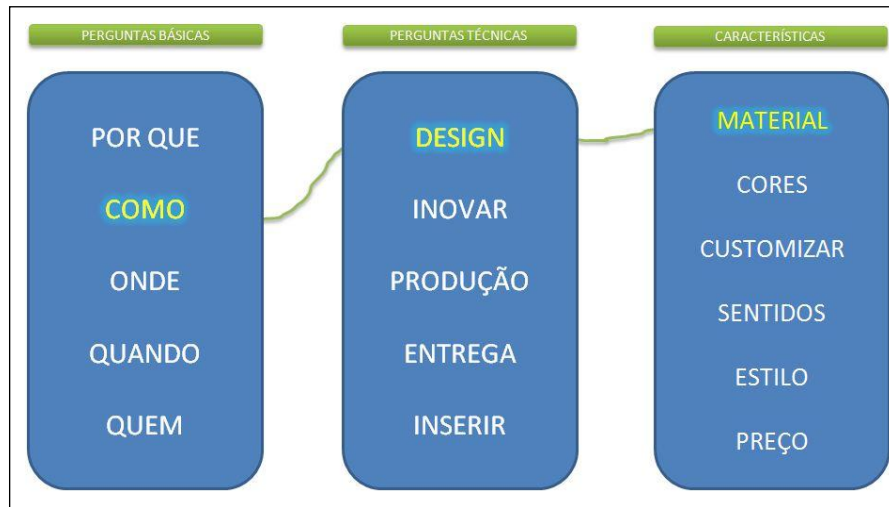 PERGUNTAS BÁSICAS
POR QUE
COMO
ONDE
QUANDO
QUEM
PERGUNTAS TÉCNICAS
DESIGN
INOVAR
PRODUÇÃO
ENTREGA
INSERIR
CARACTERÍSTICAS
MATERIAL
CORES
CUSTOMIZAR
SENTIDOS
ESTILO
PREÇO